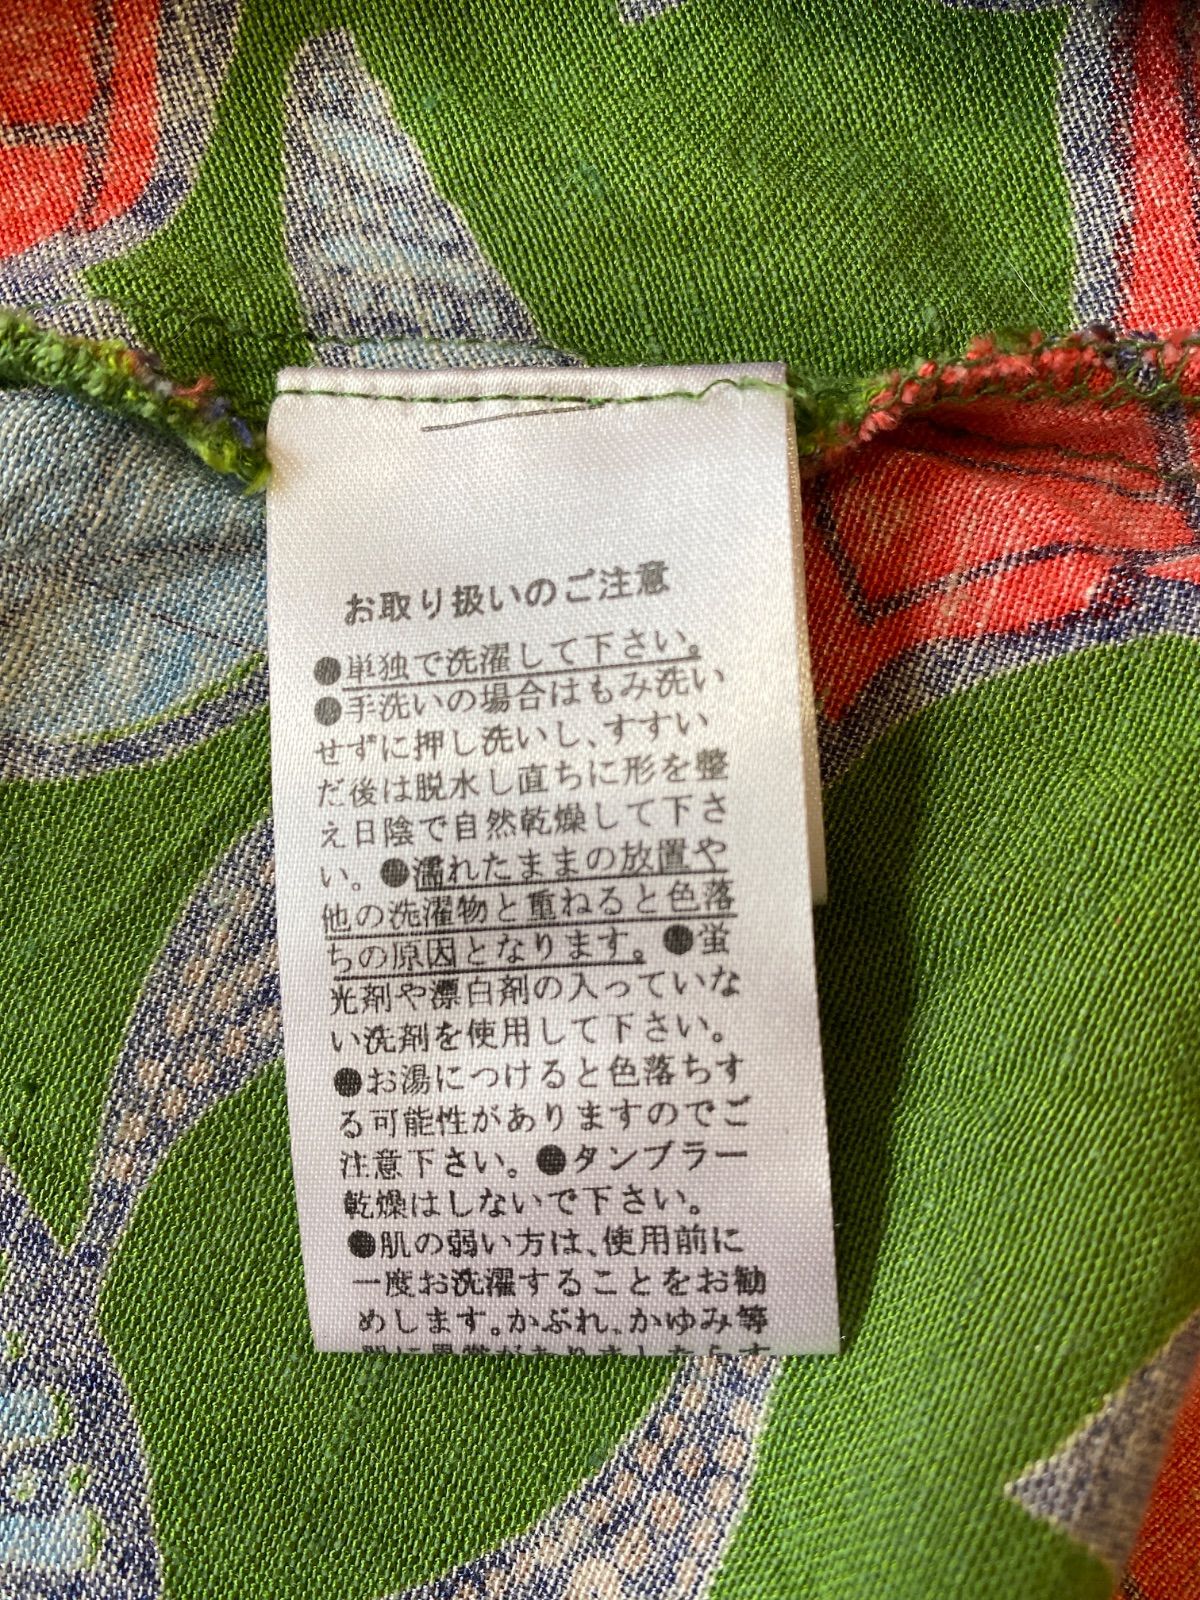 お取り扱いのご注意
●単独で洗濯して下さい。
●手洗いの場合はもみ洗い
せずに押し洗いし、すすい
だ後は脱水し直ちに形を整
え日陰で自然乾燥して下さ
い。●濡れたままの放置や
他の洗濯物と重ねると色落
ちの原因となります。●蛍
光剤や漂白剤の入っていな
い洗剤を使用して下さい。
●お湯につけると色落ちす
る可能性がありますのでご
注意下さい。●タンブラー
乾燥はしないで下さい。
●肌の弱い方は、使用前に
一度お洗濯することをお勧
めします。かぶれ、かゆみ等